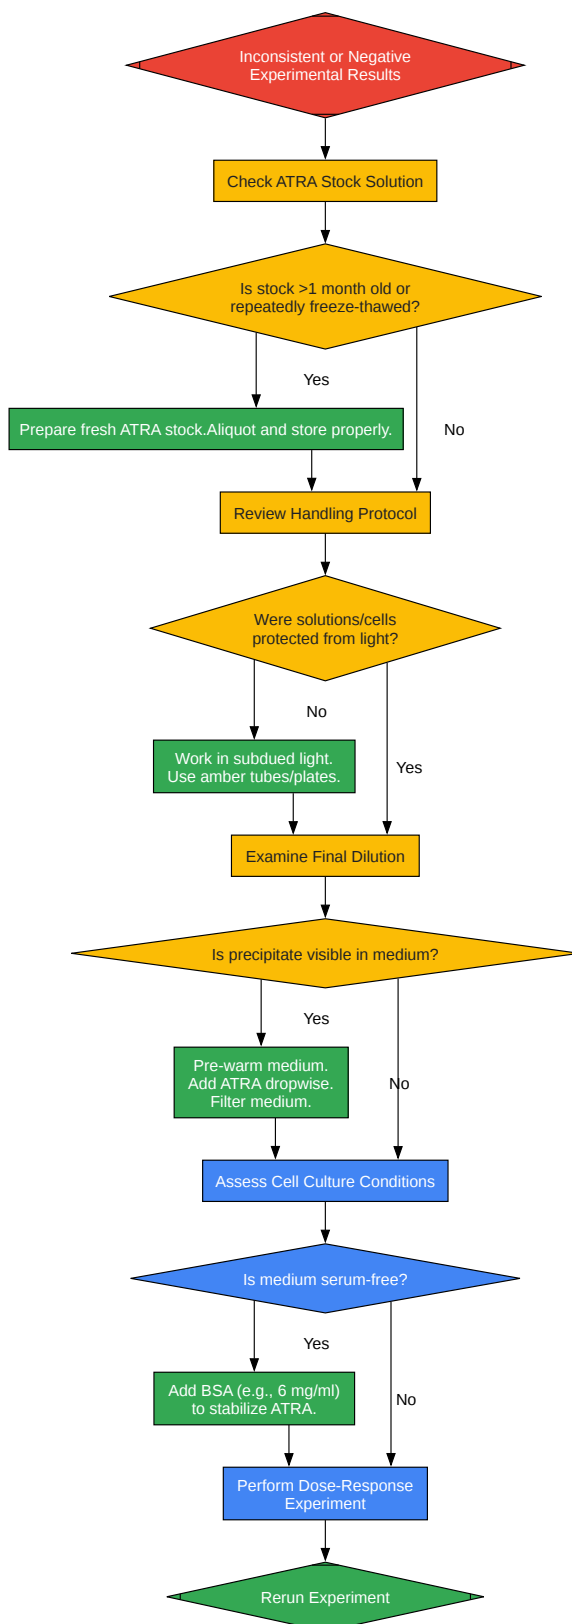 Inconsistent or Negative
Experimental Results
Check ATRA Stock Solution
Is stock >1 month old or
repeatedly freeze-thawed?
Yes
Prepare fresh ATRA stock.Aliquot and store properly.
No
Review Handling Protocol
Were solutions/cells
protected from light?
No
Work in subdued light.
Use amber tubes/plates.
Yes
Examine Final Dilution
Is precipitate visible in medium?
Yes
Pre-warm medium.
Add ATRA dropwise.
Filter medium.
No
Assess Cell Culture Conditions
Is medium serum-free?
Yes
Add BSA (e.g., 6 mg/ml)
to stabilize ATRA.
No
Perform Dose-Response
Experiment
Rerun Experiment